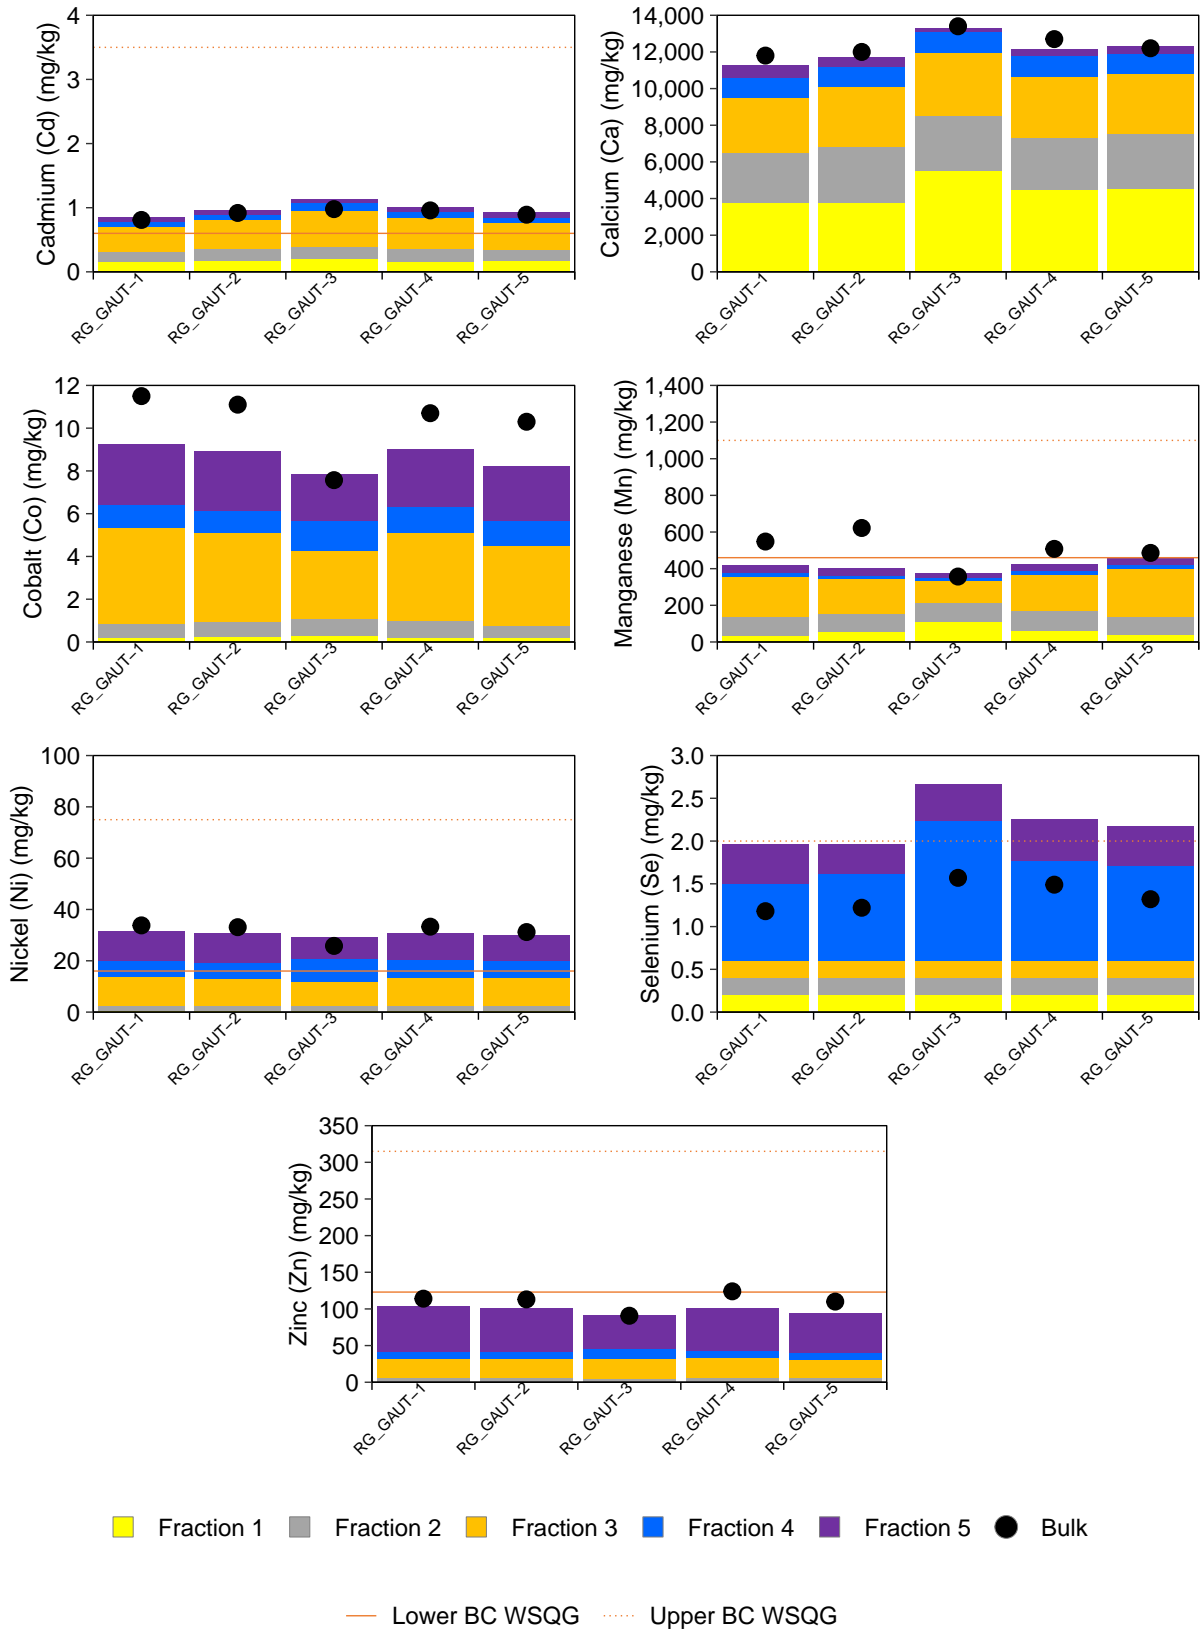 Cadmium (Cd) (mg/kg)
4
3
2
1
0
RG_GAUT−1
RG_GAUT−2
RG_GAUT−3
RG_GAUT−4
RG_GAUT−5
Calcium (Ca) (mg/kg)
14,000
12,000
10,000
8,000
6,000
4,000
2,000
0
RG_GAUT−1
RG_GAUT−2
RG_GAUT−3
RG_GAUT−4
RG_GAUT−5
Cobalt (Co) (mg/kg)
12
10
8
6
4
2
0
RG_GAUT−1
RG_GAUT−2
RG_GAUT−3
RG_GAUT−4
RG_GAUT−5
Manganese (Mn) (mg/kg)
1,400
1,200
1,000
800
600
400
200
0
RG_GAUT−1
RG_GAUT−2
RG_GAUT−3
RG_GAUT−4
RG_GAUT−5
Nickel (Ni) (mg/kg)
100
80
60
40
20
0
RG_GAUT−1
RG_GAUT−2
RG_GAUT−3
RG_GAUT−4
RG_GAUT−5
Selenium (Se) (mg/kg)
3.0
2.5
2.0
1.5
1.0
0.5
0.0
RG_GAUT−1
RG_GAUT−2
RG_GAUT−3
RG_GAUT−4
RG_GAUT−5
Zinc (Zn) (mg/kg)
350
300
250
200
150
100
50
0
RG_GAUT−1
RG_GAUT−2
RG_GAUT−3
RG_GAUT−4
RG_GAUT−5
Fraction 1 Fraction 2 Fraction 3 Fraction 4 Fraction 5 Bulk
Lower BC WSQG Upper BC WSQG